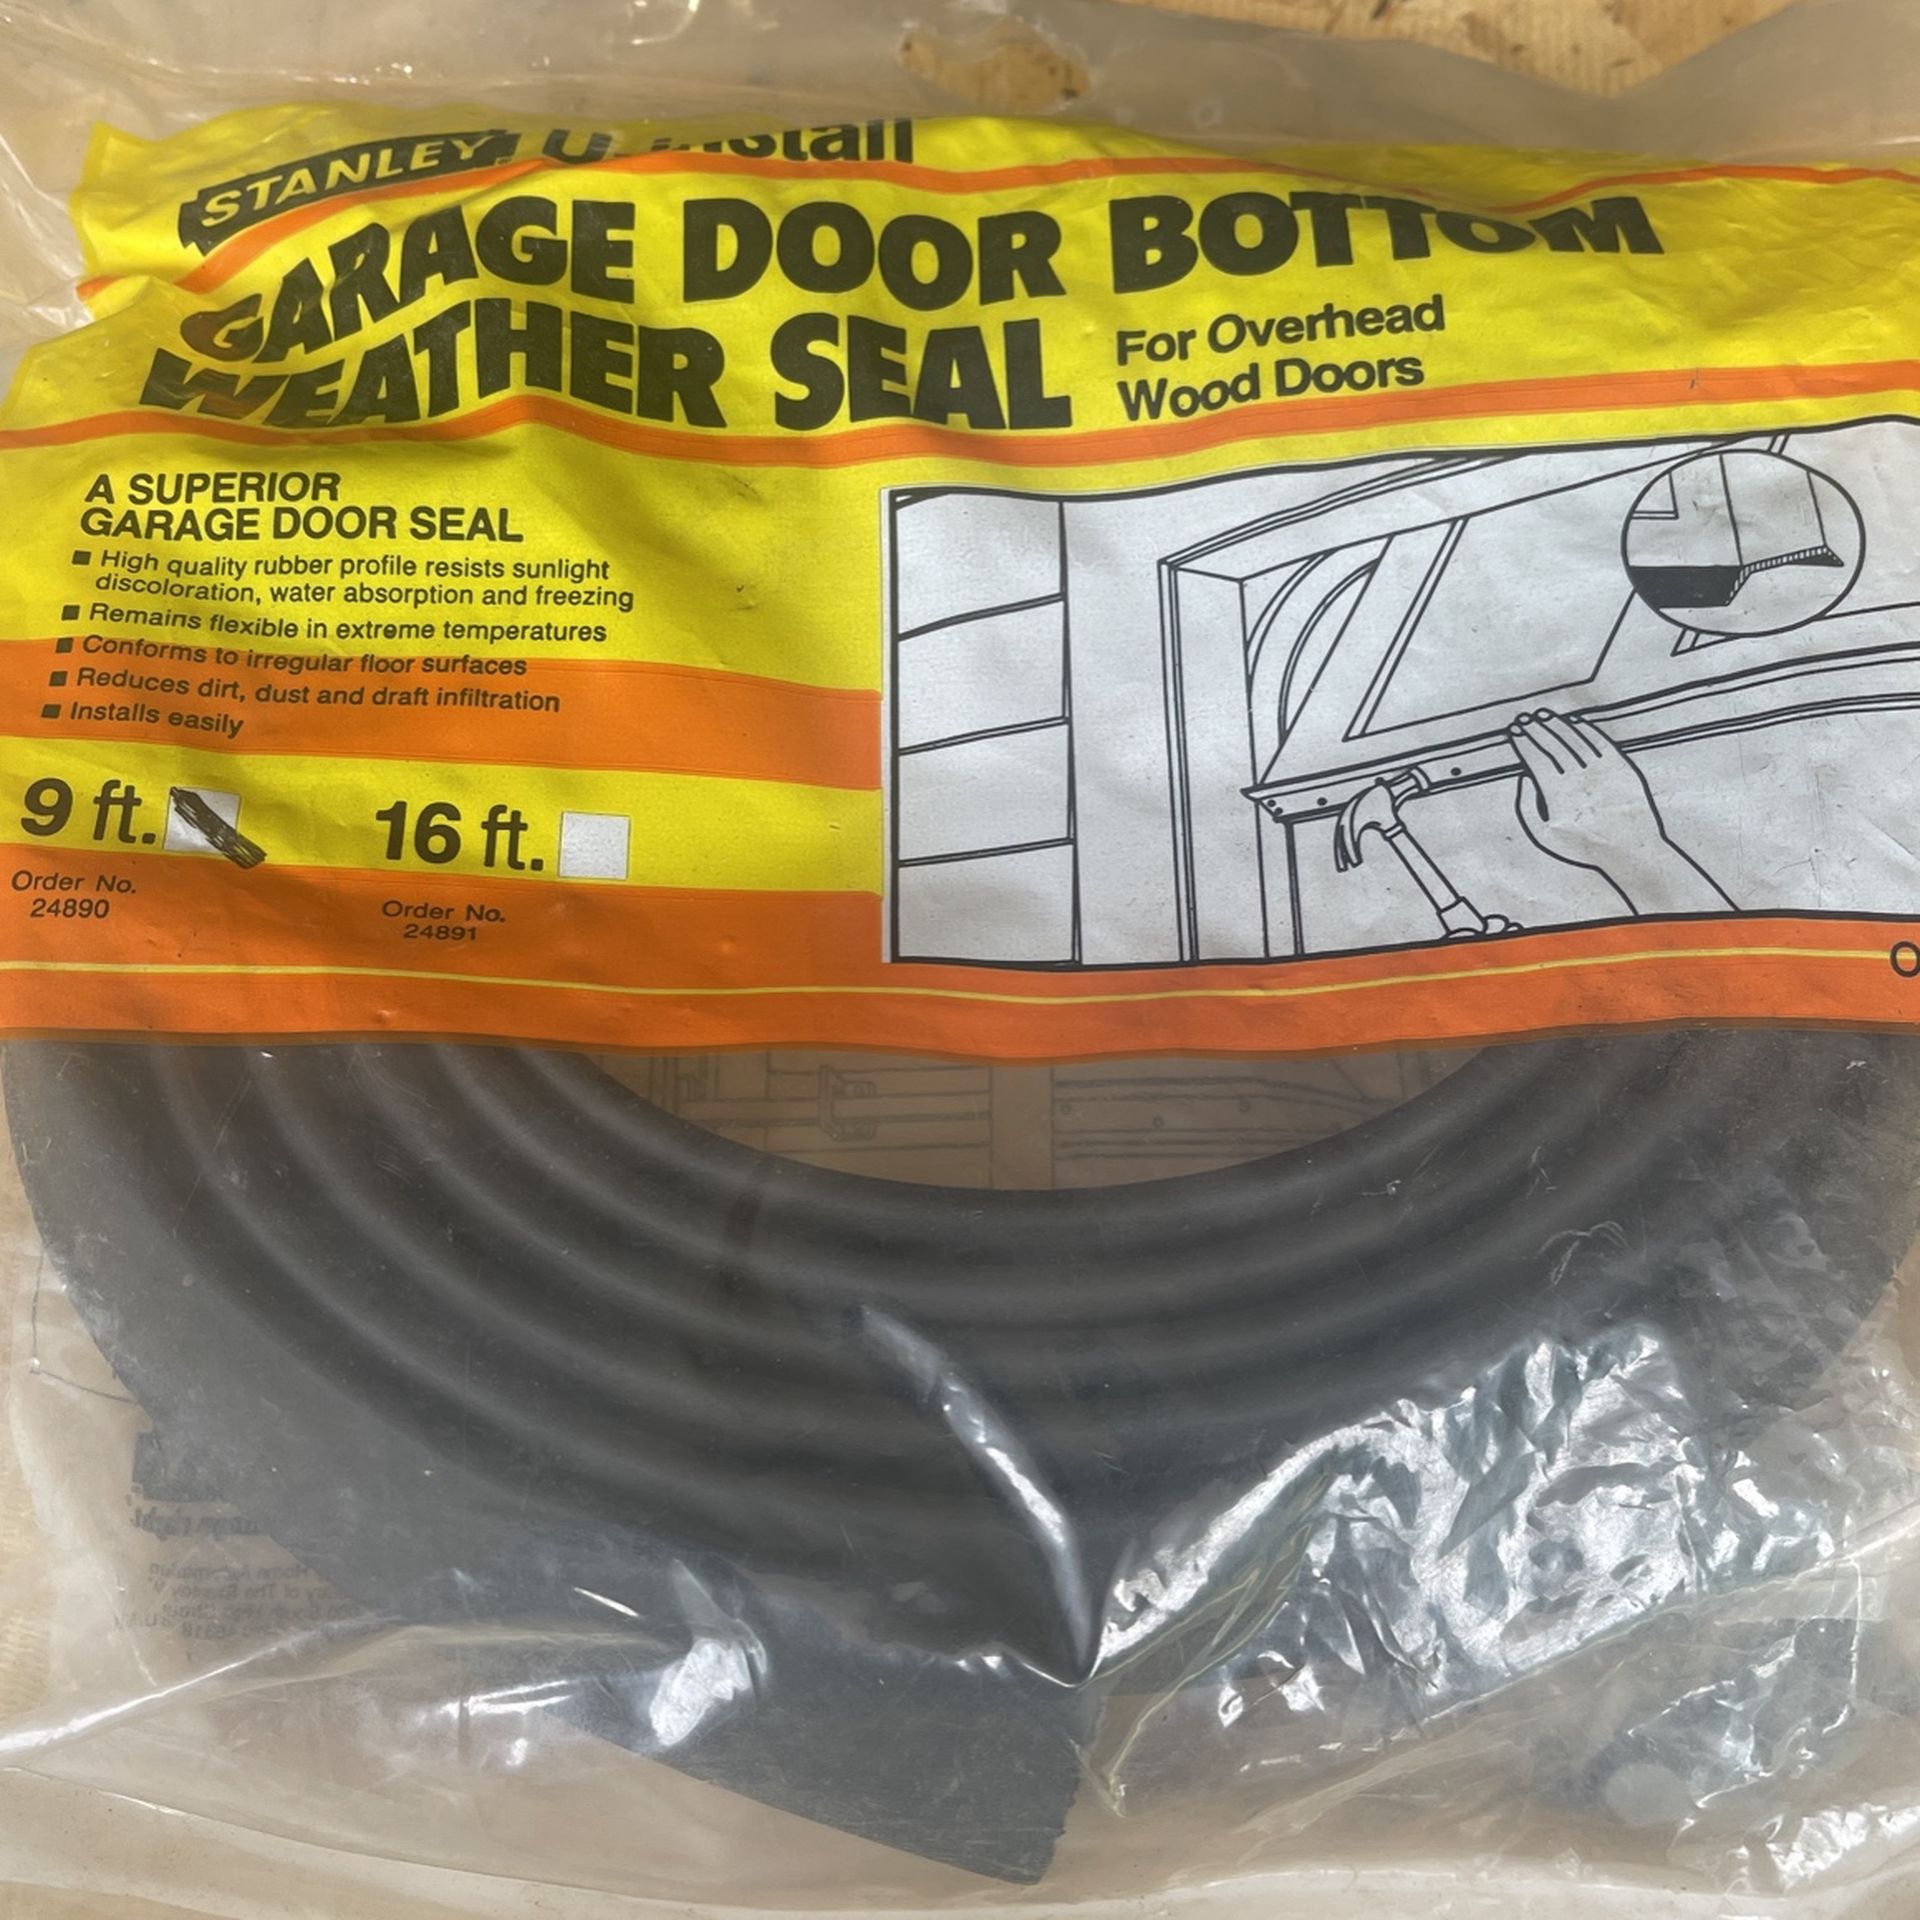 STANLEY U-Install
GARAGE DOOR BOTTOM
WEATHER SEAL
For Overhead
Wood Doors
A SUPERIOR
GARAGE DOOR SEAL
■ High quality rubber profile resists sunlight
discoloration, water absorption and freezing
■ Remains flexible in extreme temperatures
■ Conforms to irregular floor surfaces
■ Reduces dirt, dust and draft infiltration
■ Installs easily
9 ft.
16 ft.
Order No.
24890
Order No.
24891